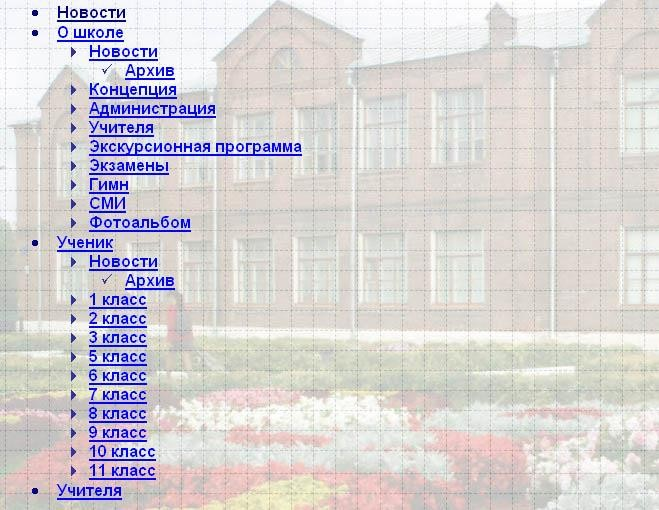 Новости
О школе
Новости
Архив
Концепция
Администрация
Учителя
Экскурсионная программа
Экзамены
Гимн
СМИ
Фотоальбом
Ученик
Новости
Архив
1 класс
2 класс
3 класс
5 класс
6 класс
7 класс
8 класс
9 класс
10 класс
11 класс
Учителя